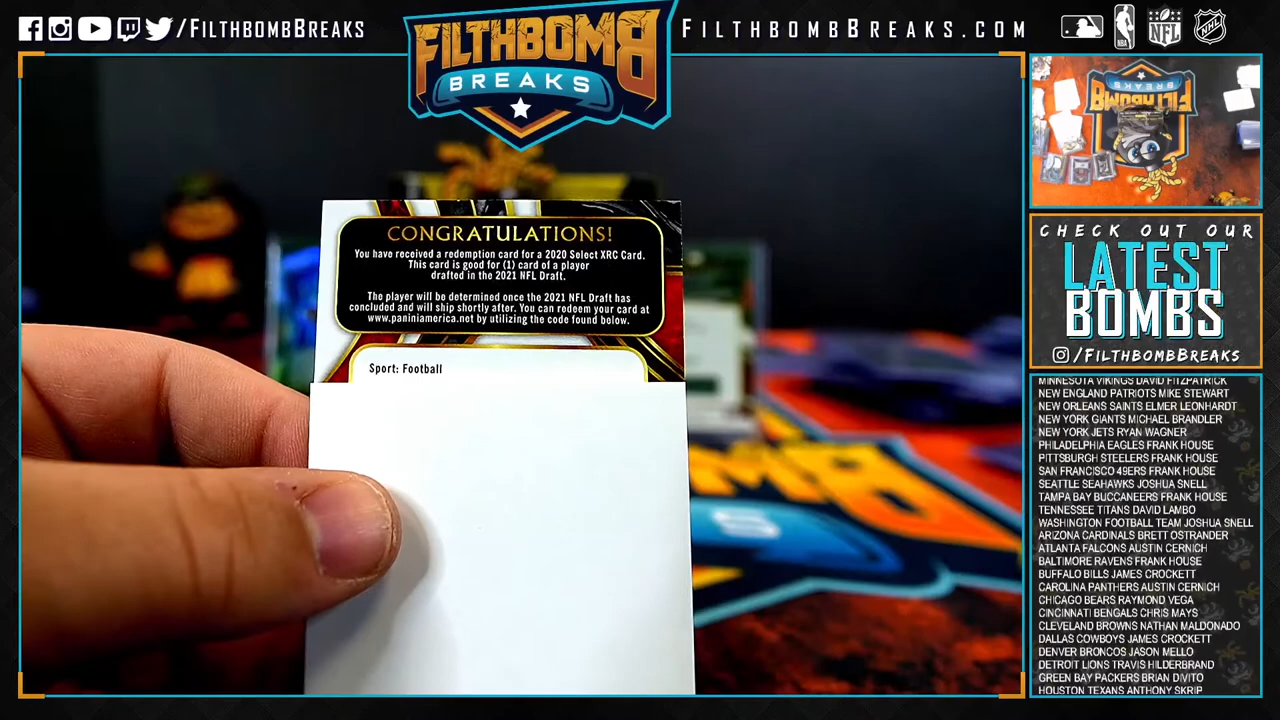 /FilthbombBreaks
FILTHBOMB
BREAKS
FilthbombBreaks.com
NBA
NFL
NHL
CONGRATULATIONS!
You have received a redemption card for a 2020 Select XRC Card.
This card is good for (1) card of a player
drafted in the 2021 NFL Draft.
The player will be determined once the 2021 NFL Draft has
concluded and will ship shortly after. You can redeem your card at
www.paniniamerica.net by utilizing the code found below.
Sport: Football
FILTHBOMB
BREAKS
CHECK OUT OUR
LATEST
BOMBS
/FilthbombBreaks
MINNESOTA VIKINGS DAVID FITZPATRICK
NEW ENGLAND PATRIOTS MIKE STEWART
NEW ORLEANS SAINTS ELMER LEONHARDT
NEW YORK GIANTS MICHAEL BRANDLER
NEW YORK JETS RYAN WAGNER
PHILADELPHIA EAGLES FRANK HOUSE
PITTSBURGH STEELERS FRANK HOUSE
SAN FRANCISCO 49ERS FRANK HOUSE
SEATTLE SEAHAWKS JOSHUA SNELL
TAMPA BAY BUCCANEERS FRANK HOUSE
TENNESSEE TITANS DAVID LAMBO
WASHINGTON FOOTBALL TEAM JOSHUA SNELL
ARIZONA CARDINALS BRETT OSTRANDER
ATLANTA FALCONS AUSTIN CERNICH
BALTIMORE RAVENS FRANK HOUSE
BUFFALO BILLS JAMES CROCKETT
CAROLINA PANTHERS AUSTIN CERNICH
CHICAGO BEARS RAYMOND VEGA
CINCINNATI BENGALS CHRIS MAYS
CLEVELAND BROWNS NATHAN MALDONADO
DALLAS COWBOYS JAMES CROCKETT
DENVER BRONCOS JASON MELLO
DETROIT LIONS TRAVIS HILDERBRAND
GREEN BAY PACKERS BRIAN DIVITO
HOUSTON TEXANS ANTHONY SKRIP